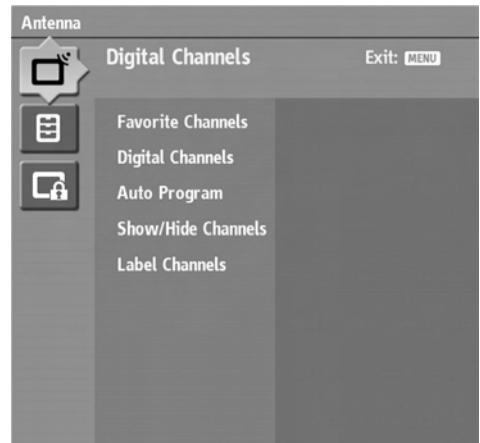 Antenna
Digital Channels Exit: MENU
Favorite Channels
Digital Channels
Auto Program
Show/Hide Channels
Label Channels